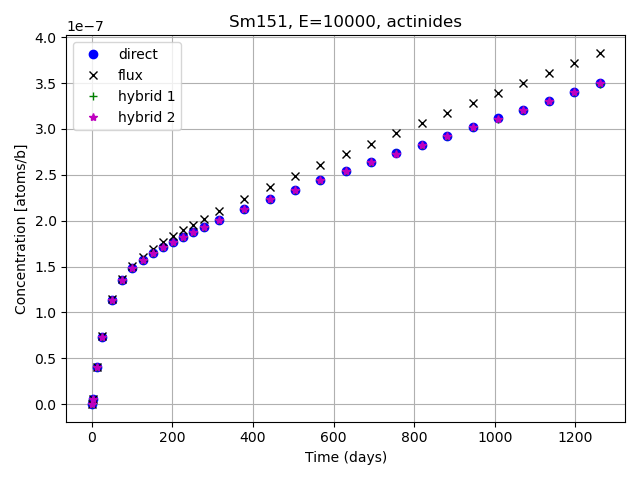 Sm151, E=10000, actinides
1e−7
4.0
3.5
3.0
2.5
2.0
1.5
1.0
0.5
0.0
Concentration [atoms/b]
direct
flux
hybrid 1
hybrid 2
0 200 400 600 800 1000 1200
Time (days)